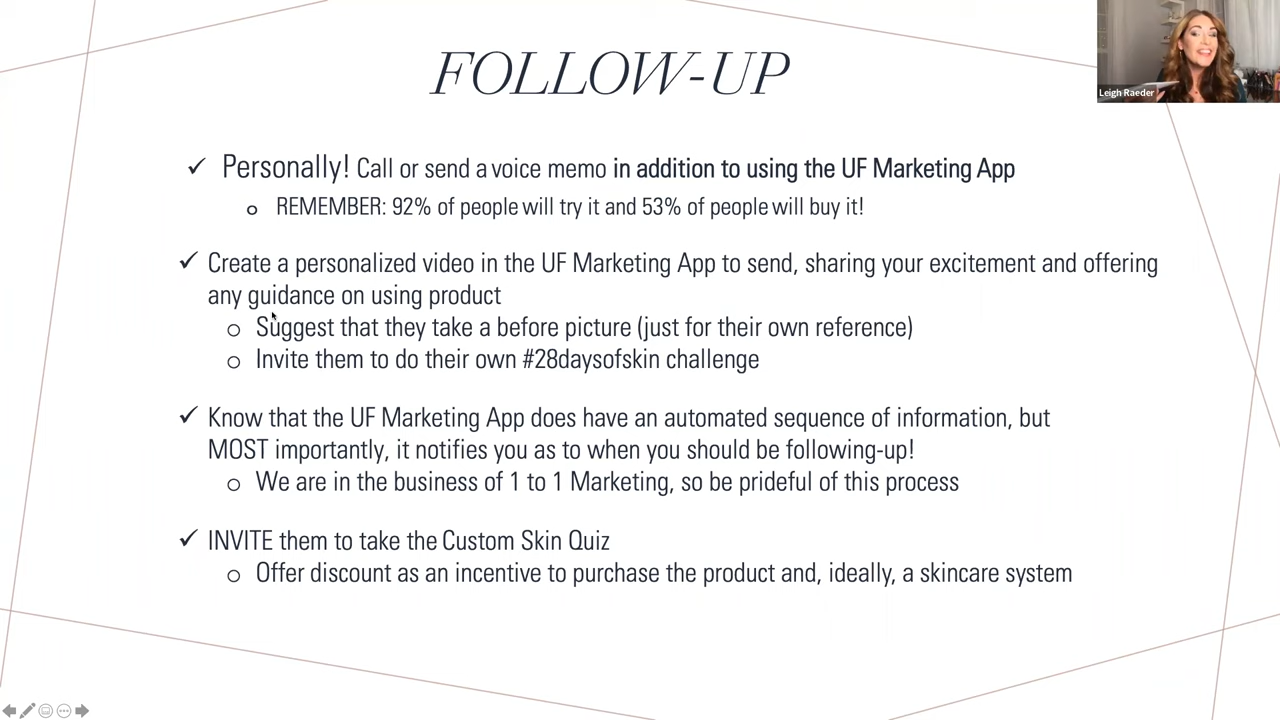 FOLLOW-UP
Leigh Raeder
✓ Personally! Call or send a voice memo in addition to using the UF Marketing App
o REMEMBER: 92% of people will try it and 53% of people will buy it!
✓ Create a personalized video in the UF Marketing App to send, sharing your excitement and offering
any guidance on using product
o Suggest that they take a before picture (just for their own reference)
o Invite them to do their own #28daysofskin challenge
✓ Know that the UF Marketing App does have an automated sequence of information, but
MOST importantly, it notifies you as to when you should be following-up!
o We are in the business of 1 to 1 Marketing, so be prideful of this process
✓ INVITE them to take the Custom Skin Quiz
o Offer discount as an incentive to purchase the product and, ideally, a skincare system